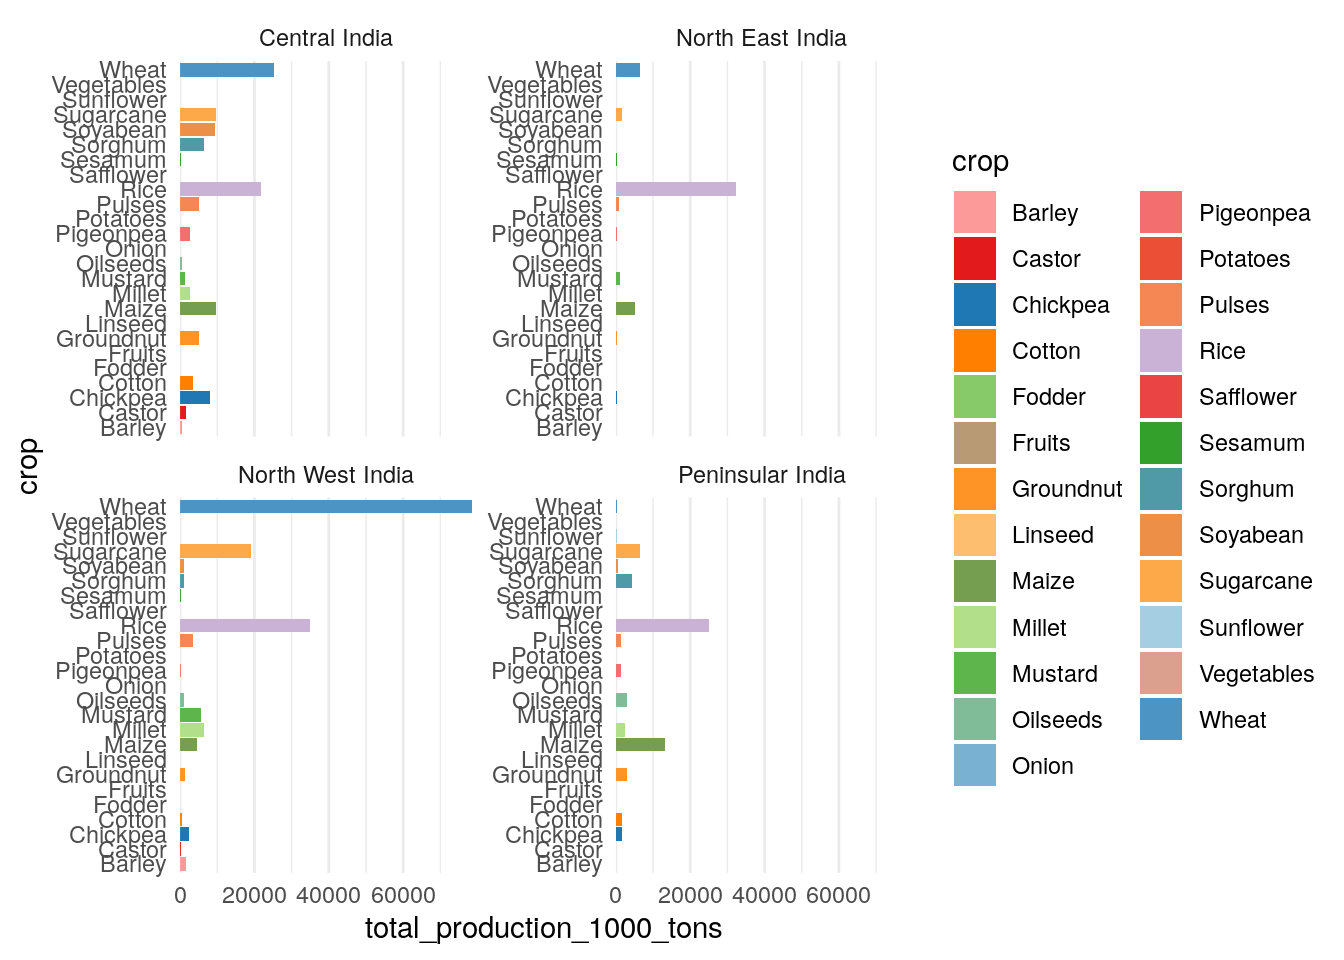 Central India
North East India
Wheat
Vegetables
Sunflower
Sugarcane
Soyabean
Sorghum
Sesamum
Safflower
Rice
Pulses
Potatoes
Pigeonpea
Onion
Oilseeds
Mustard
Millet
Maize
Linseed
Groundnut
Fruits
Fodder
Cotton
Chickpea
Castor
Barley
Wheat
Vegetables
Sunflower
Sugarcane
Soyabean
Sorghum
Sesamum
Safflower
Rice
Pulses
Potatoes
Pigeonpea
Onion
Oilseeds
Mustard
Millet
Maize
Linseed
Groundnut
Fruits
Fodder
Cotton
Chickpea
Castor
Barley
crop
North West India
Peninsular India
Wheat
Vegetables
Sunflower
Sugarcane
Soyabean
Sorghum
Sesamum
Safflower
Rice
Pulses
Potatoes
Pigeonpea
Onion
Oilseeds
Mustard
Millet
Maize
Linseed
Groundnut
Fruits
Fodder
Cotton
Chickpea
Castor
Barley
Wheat
Vegetables
Sunflower
Sugarcane
Soyabean
Sorghum
Sesamum
Safflower
Rice
Pulses
Potatoes
Pigeonpea
Onion
Oilseeds
Mustard
Millet
Maize
Linseed
Groundnut
Fruits
Fodder
Cotton
Chickpea
Castor
Barley
0 20000 40000 60000
0 20000 40000 60000
total_production_1000_tons
crop
Barley
Castor
Chickpea
Cotton
Fodder
Fruits
Groundnut
Linseed
Maize
Millet
Mustard
Oilseeds
Onion
Pigeonpea
Potatoes
Pulses
Rice
Safflower
Sesamum
Sorghum
Soyabean
Sugarcane
Sunflower
Vegetables
Wheat